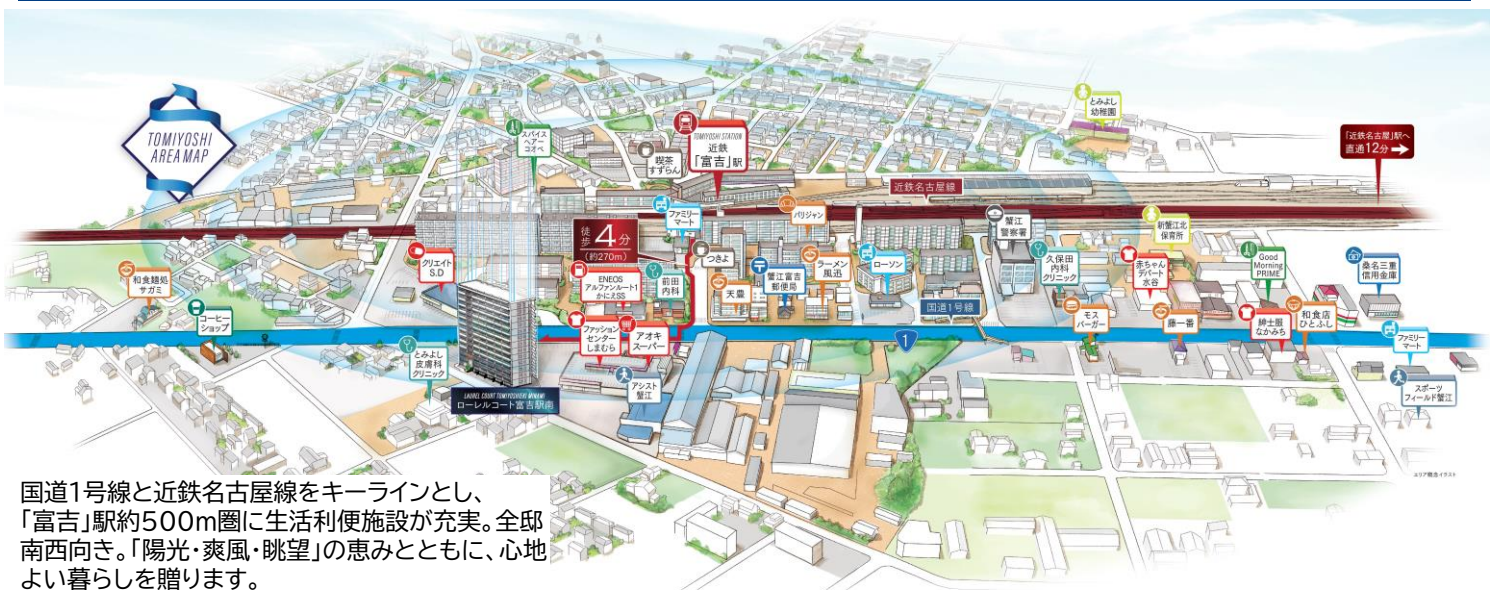 TOMIYOSHI
AREA MAP
スパイス
ヘアー
コオベ
喫茶
すずらん
TOMIYOSHI STATION
近鉄
「富吉」駅
とみよし
幼稚園
「近鉄名古屋」駅へ
直通12分
近鉄名古屋線
和食麺処
サガミ
コーヒー
ショップ
クリエイト
S.D
徒歩4分
(約270m)
ファミリー
マート
ENEOS
アルファンルート1
かにえSS
前田
内科
つきよ
天豊
蟹江富吉
郵便局
パリジャン
ラーメン
風迅
ローソン
国道1号線
蟹江
警察署
久保田
内科
クリニック
新蟹江北
保育所
赤ちゃん
デパート
水谷
Good
Morning
PRIME
桑名三重
信用金庫
とみよし
皮膚科
クリニック
ファッション
センター
しまむら
アオキ
スーパー
アシスト
蟹江
1
モス
バーガー
藤一番
紳士服
なかみち
和食店
ひとふし
ファミリー
マート
スポーツ
フィールド蟹江
LAUREL COURT TOMIYOSHIEKI MINAMI
ローレルコート富吉駅南
エリア概念イラスト
国道1号線と近鉄名古屋線をキーラインとし、
「富吉」駅約500m圏に生活利便施設が充実。全邸
南西向き。「陽光・爽風・眺望」の恵みとともに、心地
よい暮らしを贈ります。